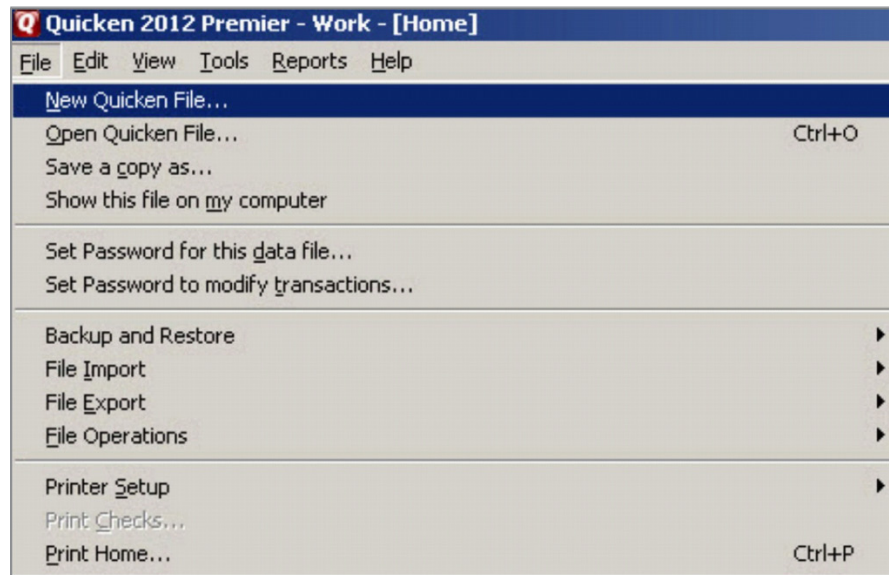 Quicken 2012 Premier - Work - [Home]
File Edit View Tools Reports Help
New Quicken File...
Open Quicken File... Ctrl+O
Save a copy as...
Show this file on my computer
Set Password for this data file...
Set Password to modify transactions...
Backup and Restore
File Import
File Export
File Operations
Printer Setup
Print Checks...
Print Home... Ctrl+P